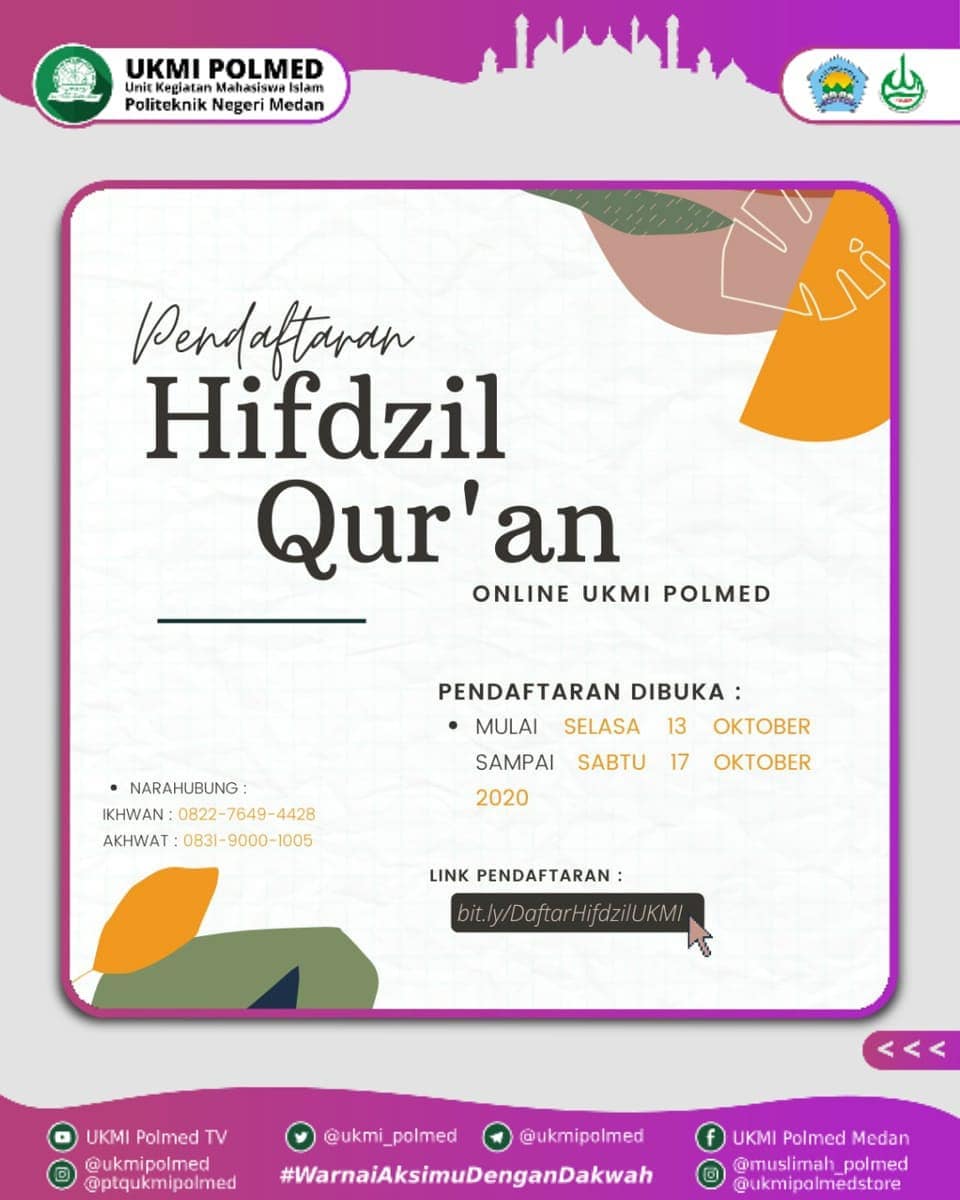 UKMI POLMED
Unit Kegiatan Mahasiswa Islam
Politeknik Negeri Medan
Pendaftaran
Hifdzil
Qur'an
ONLINE UKMI POLMED
PENDAFTARAN DIBUKA :
• MULAI SELASA 13 OKTOBER
SAMPAI SABTU 17 OKTOBER
2020
• NARAHUBUNG :
IKHWAN : 0822-7649-4428
AKHWAT : 0831-9000-1005
LINK PENDAFTARAN :
bit.ly/DaftarHifdzilUKMI
< < <
UKMI Polmed TV
@ukmi_polmed
@ukmipolmed
UKMI Polmed Medan
@ukmipolmed
@ptqukmipolmed
#WarnaiAksimuDenganDakwah
@muslimah_polmed
@ukmipolmedstore